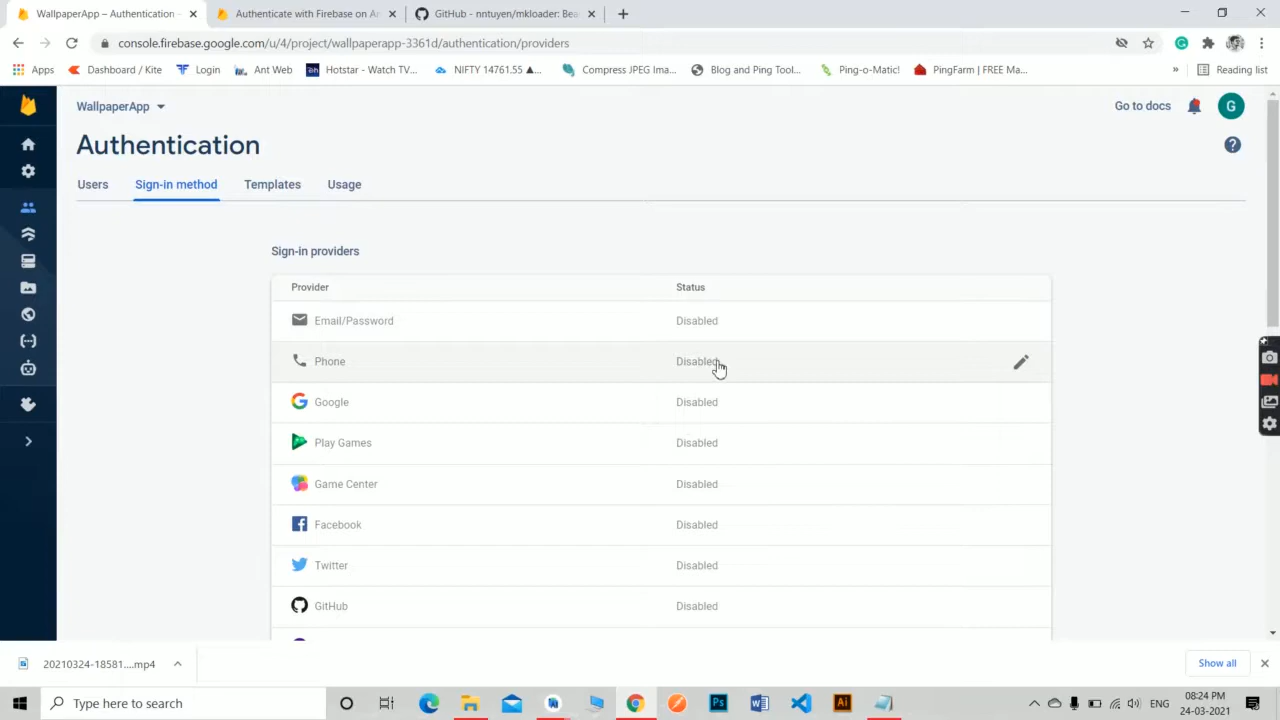 WallpaperApp – Authentication -
Authenticate with Firebase on An
GitHub - nntuyen/mkloader: Bea
console.firebase.google.com/u/4/project/wallpaperapp-3361d/authentication/providers
Apps
Dashboard / Kite
Login
Ant Web
Hotstar - Watch TV...
NIFTY 14761.55 ▲...
Compress JPEG Ima...
Blog and Ping Tool...
Ping-o-Matic!
PingFarm | FREE Ma...
»
Reading list
WallpaperApp
Go to docs
G
Authentication
Users
Sign-in method
Templates
Usage
Sign-in providers
Provider
Status
Email/Password
Disabled
Phone
Disabled
Google
Disabled
Play Games
Disabled
Game Center
Disabled
Facebook
Disabled
Twitter
Disabled
GitHub
Disabled
20210324-18581....mp4
Show all
Type here to search
Ps
W
Ai
ENG
08:24 PM
24-03-2021